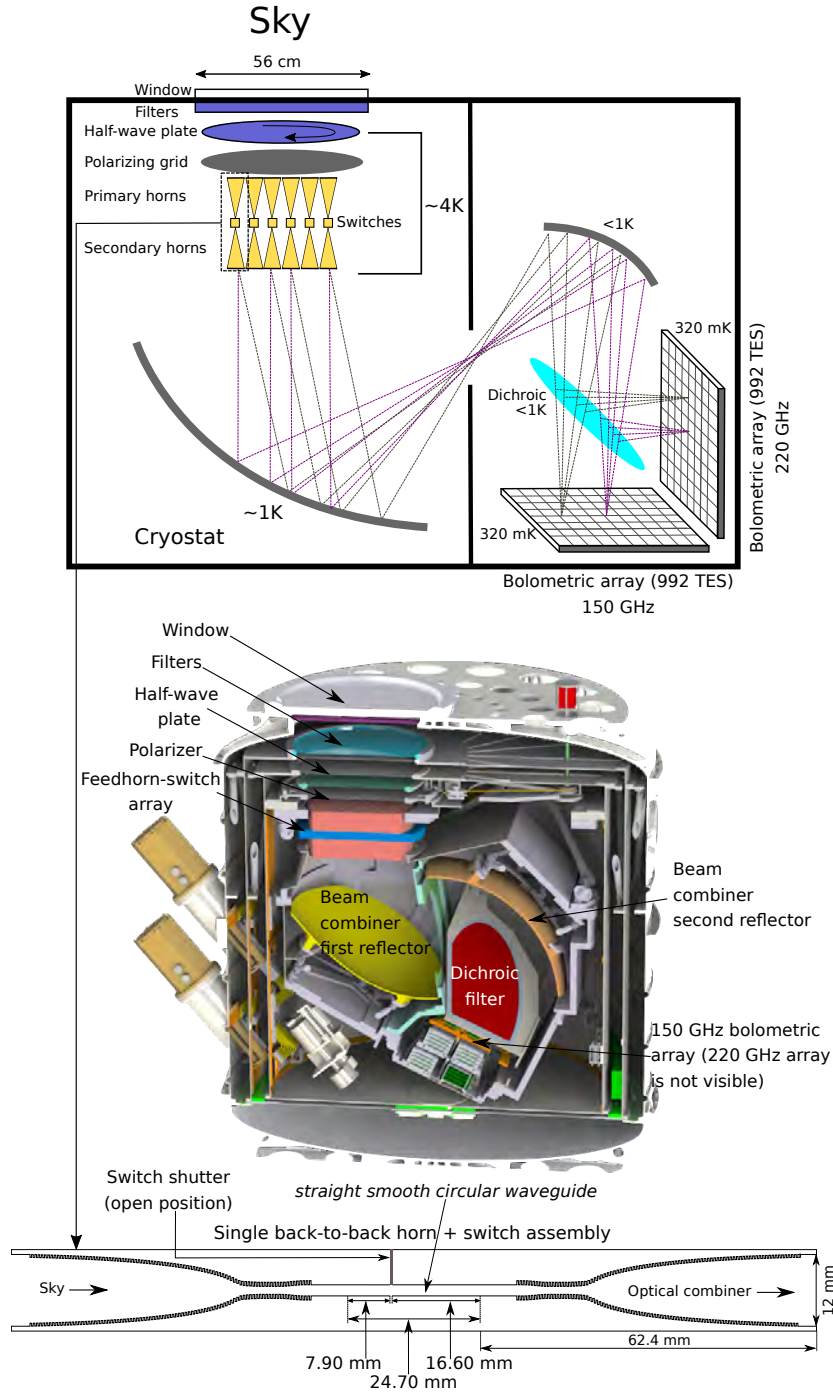 Sky
56 cm
Window
Filters
Half-wave plate
Polarizing grid
Primary horns
Switches
Secondary horns
~4K
<1K
320 mK
Dichroic
<1K
Bolometric array (992 TES)
220 GHz
~1K
Cryostat
320 mK
Bolometric array (992 TES)
150 GHz
Window
Filters
Half-wave
plate
Polarizer
Feedhorn-switch
array
Beam
combiner
first reflector
Beam
combiner
second reflector
Dichroic
filter
150 GHz bolometric
array (220 GHz array
is not visible)
Switch shutter
(open position)
straight smooth circular waveguide
Single back-to-back horn + switch assembly
Sky
Optical combiner
12 mm
62.4 mm
7.90 mm
16.60 mm
24.70 mm